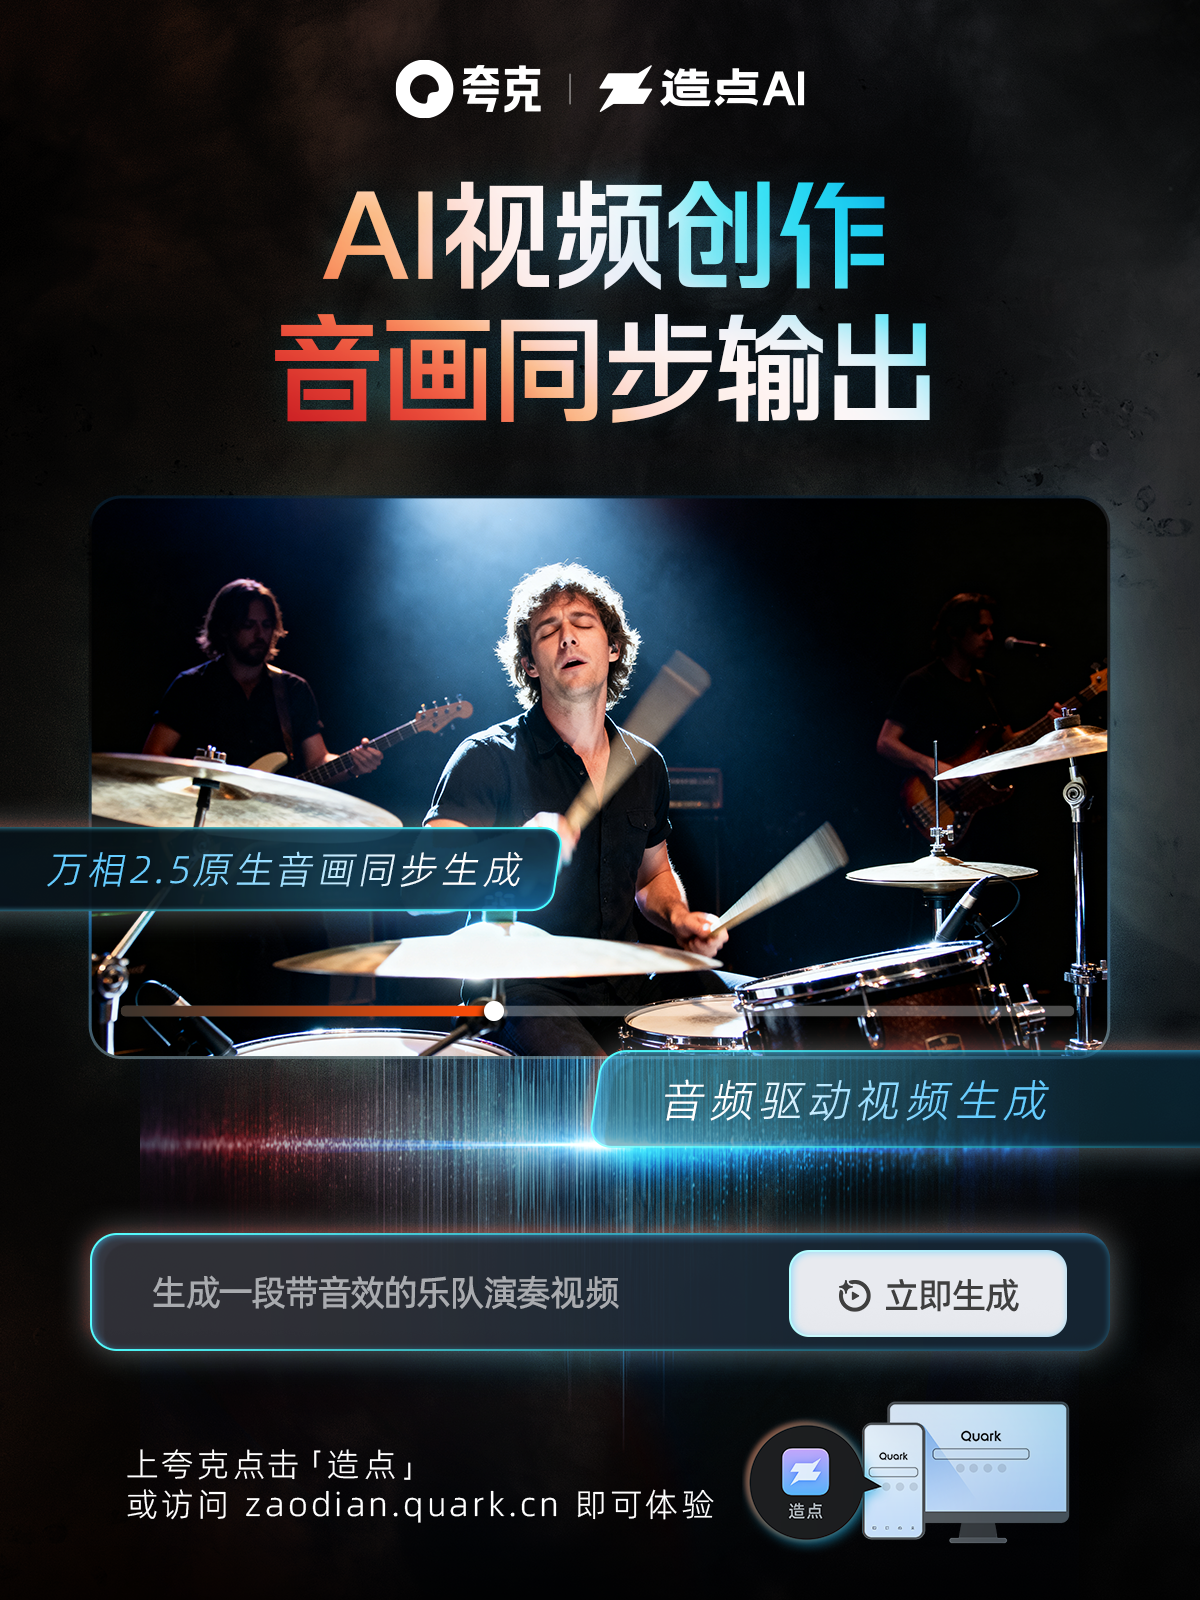 夸克 | 造点AI
AI视频创作
音画同步输出
万相2.5原生音画同步生成
音频驱动视频生成
生成一段带音效的乐队演奏视频
立即生成
上夸克点击「造点」
或访问 zaodian.quark.cn 即可体验
造点
Quark
Quark